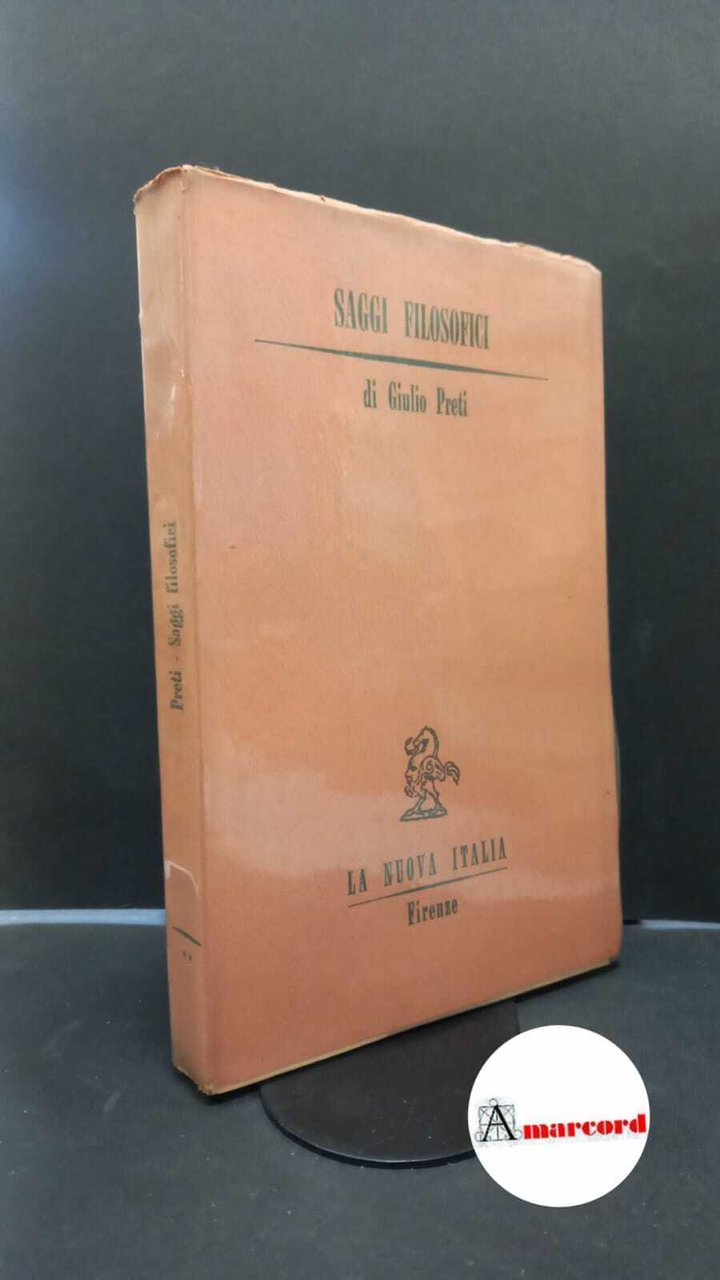 SAGGI FILOSOFICI
di Giulio Preti
LA NUOVA ITALIA
Firenze
Preti - Saggi filosofici
Amarcord